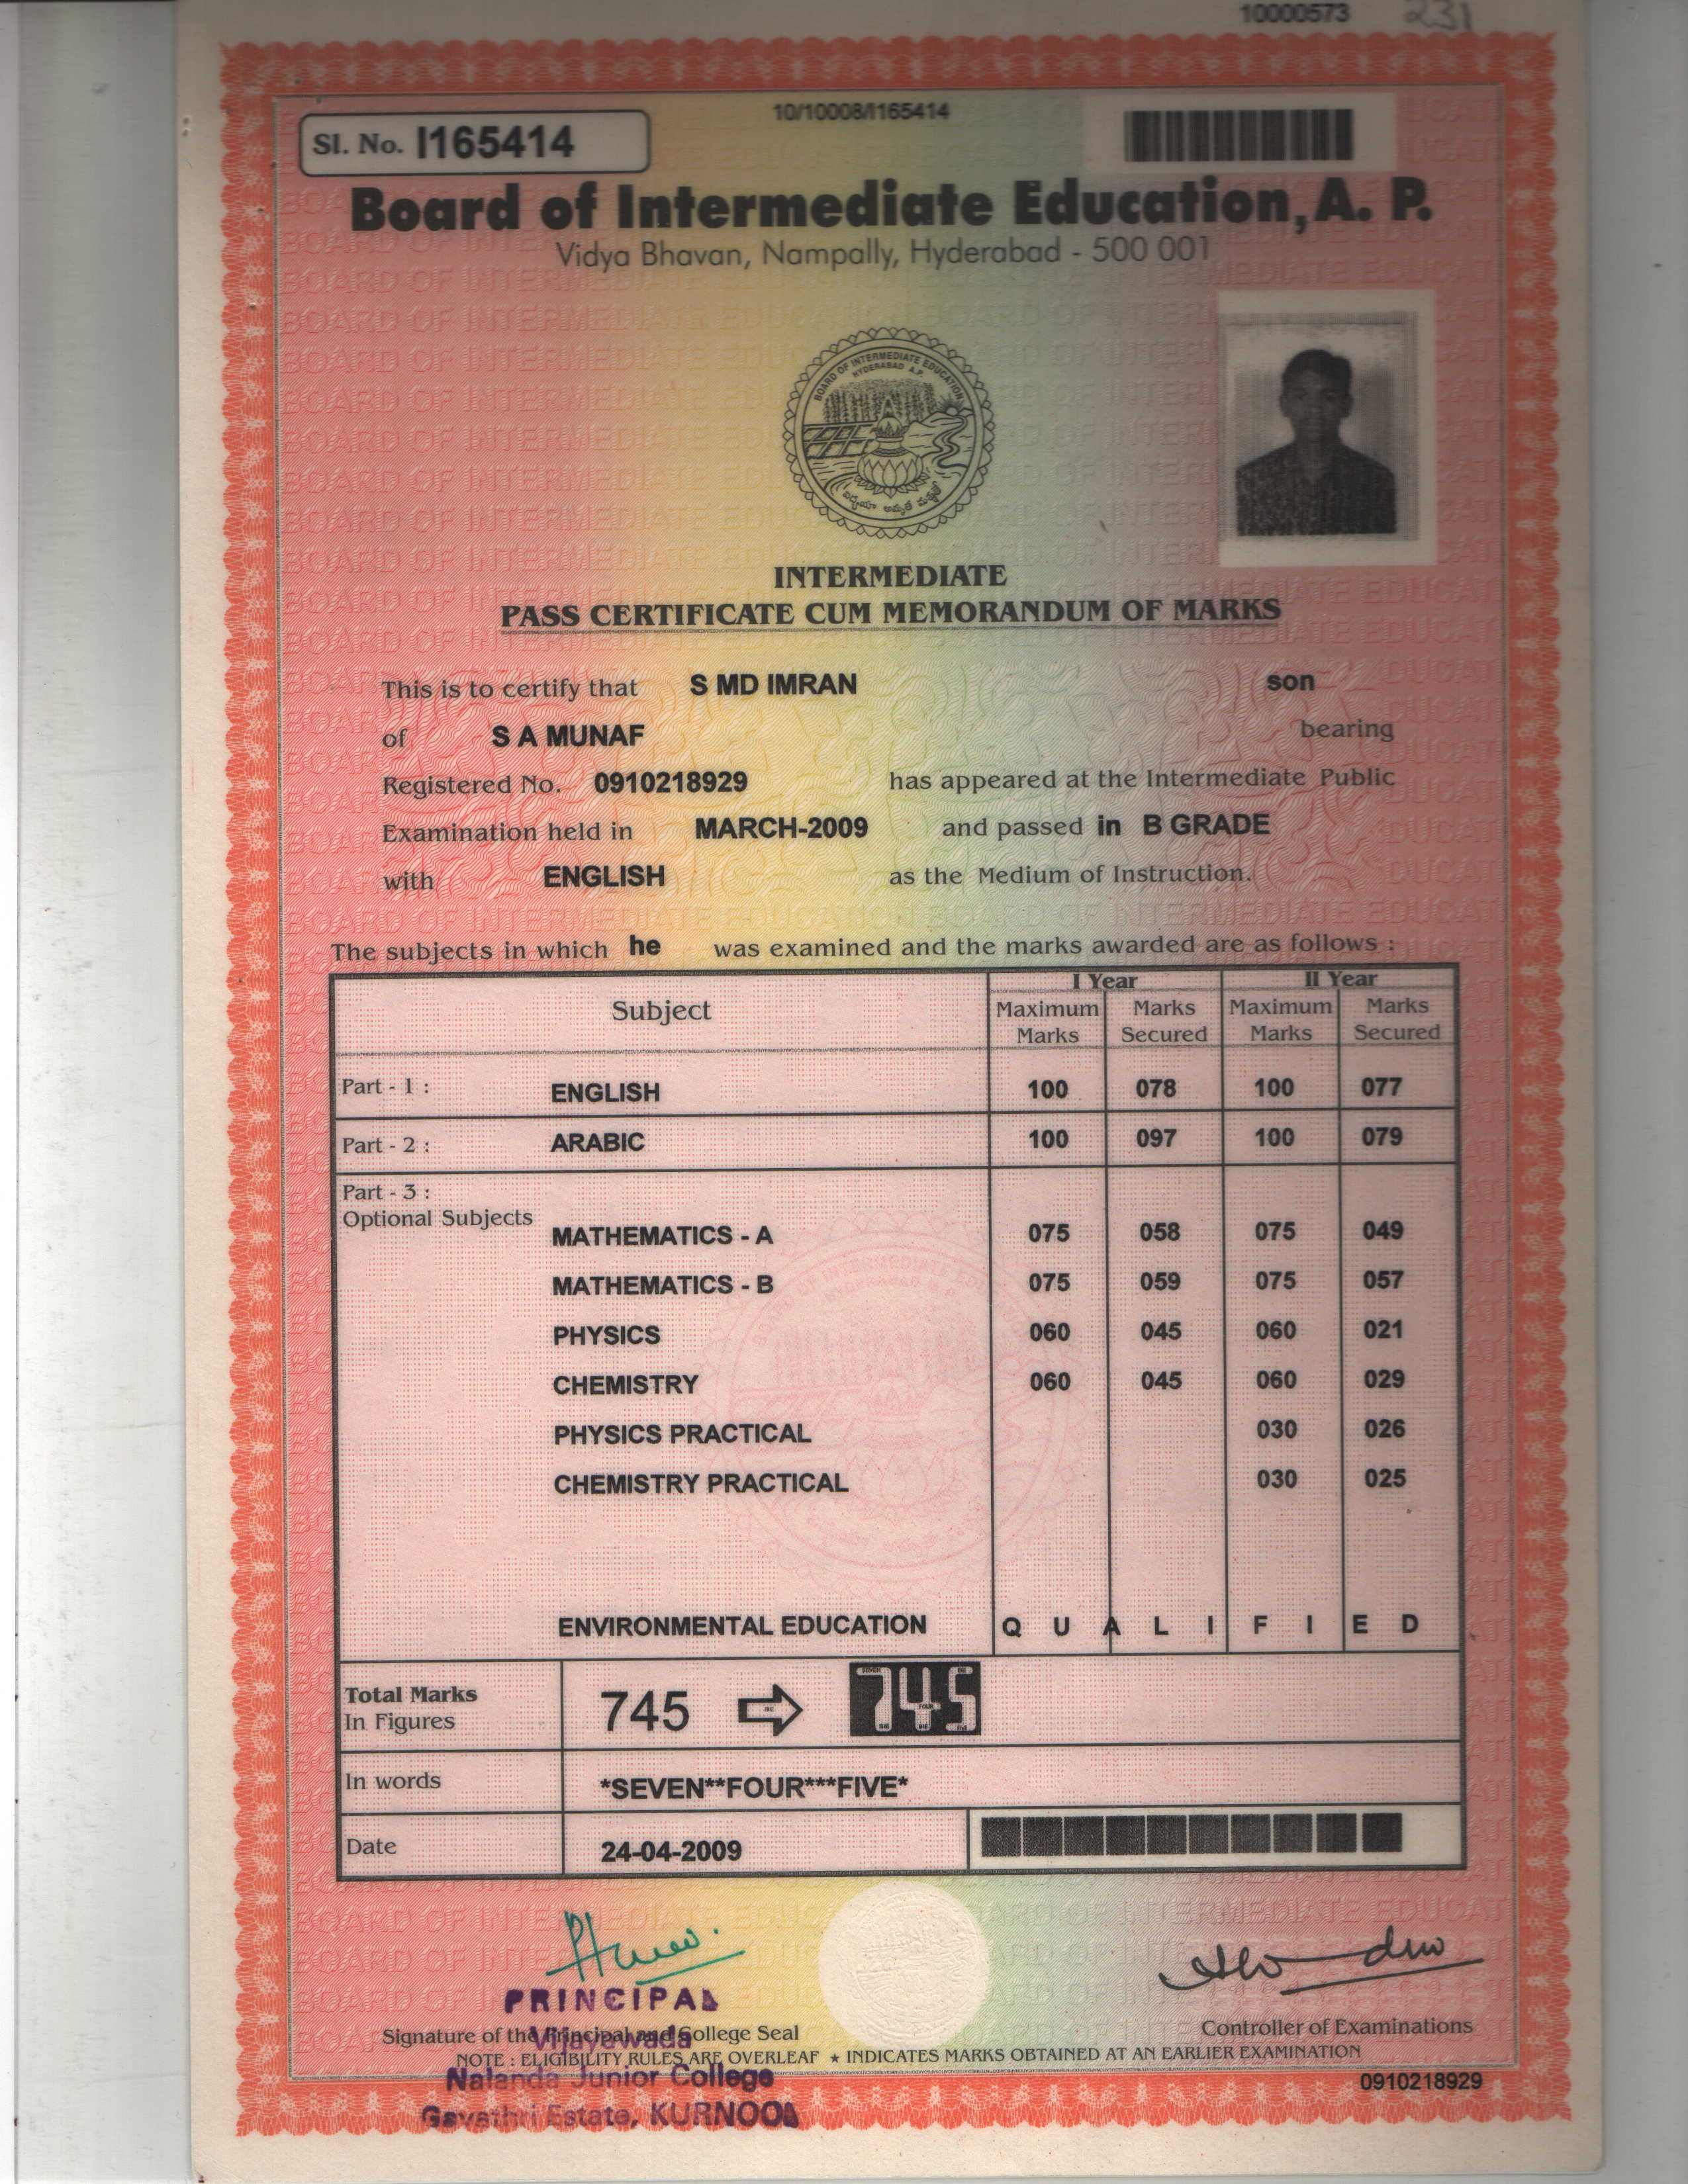 10000573 231
10/10008/I165414
Sl. No. I165414
Board of Intermediate Education, A. P.
Vidya Bhavan, Nampally, Hyderabad - 500 001
BOARD OF INTERMEDIATE EDUCATION
HYDERABAD A.P.
INTERMEDIATE
PASS CERTIFICATE CUM MEMORANDUM OF MARKS
This is to certify that S MD IMRAN son
of S A MUNAF bearing
Registered No. 0910218929 has appeared at the Intermediate Public
Examination held in MARCH-2009 and passed in B GRADE
with ENGLISH as the Medium of Instruction.
The subjects in which he was examined and the marks awarded are as follows :
Subject I Year II Year
Maximum Marks Marks Secured Maximum Marks Marks Secured
Part - 1 : ENGLISH 100 078 100 077
Part - 2 : ARABIC 100 097 100 079
Part - 3 :
Optional Subjects
MATHEMATICS - A 075 058 075 049
MATHEMATICS - B 075 059 075 057
PHYSICS 060 045 060 021
CHEMISTRY 060 045 060 029
PHYSICS PRACTICAL 030 026
CHEMISTRY PRACTICAL 030 025
ENVIRONMENTAL EDUCATION Q U A L I F I E D
Total Marks
In Figures 745 745
In words *SEVEN**FOUR***FIVE*
Date 24-04-2009
PRINCIPAL
Signature of the Principal and College Seal Controller of Examinations
Vijayawada
NOTE : ELIGIBILITY RULES ARE OVERLEAF ★ INDICATES MARKS OBTAINED AT AN EARLIER EXAMINATION
Nalanda Junior College
0910218929
Gayathri Estate, KURNOOL